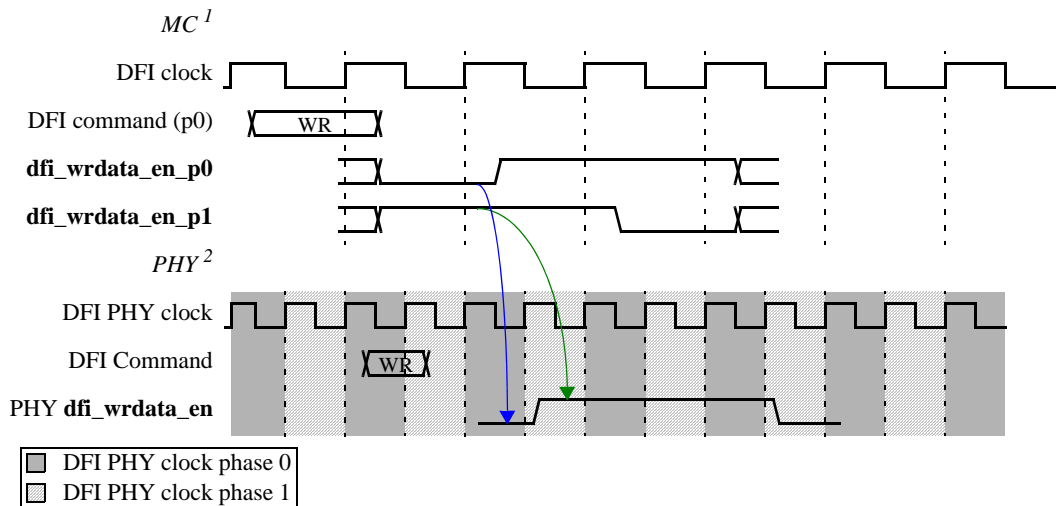 MC 1
DFI clock
DFI command (p0) WR
dfi_wrdata_en_p0
dfi_wrdata_en_p1
PHY 2
DFI PHY clock
DFI Command WR
PHY dfi_wrdata_en
DFI PHY clock phase 0
DFI PHY clock phase 1